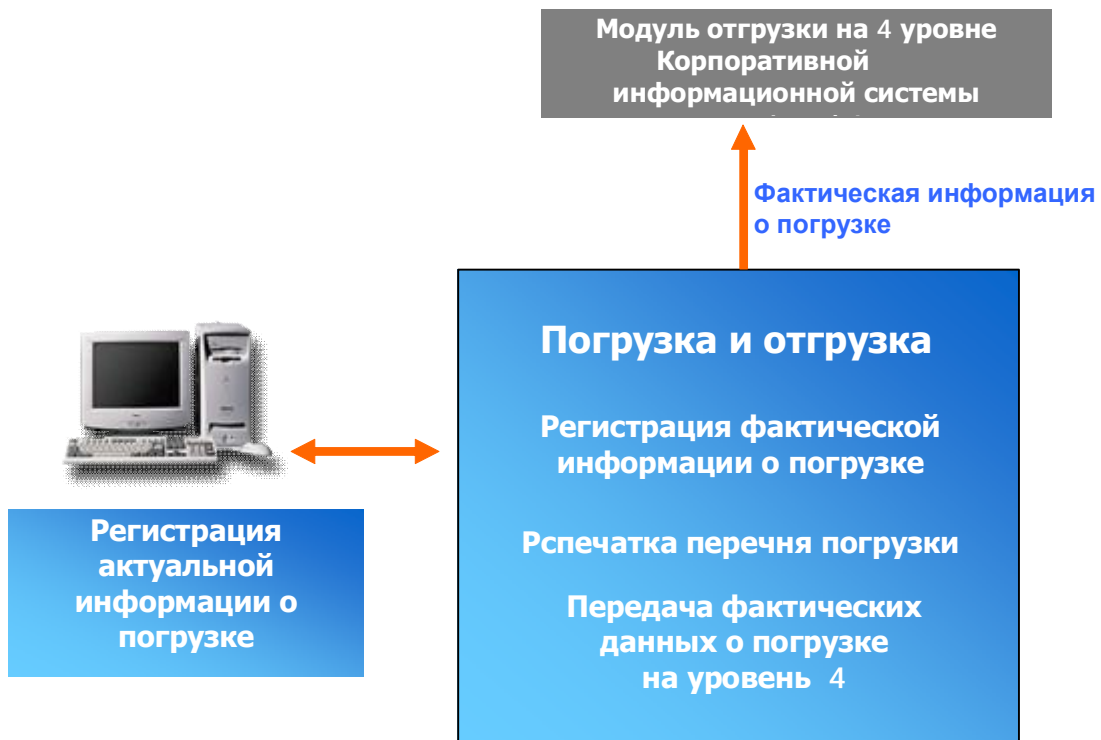 Модуль отгрузки на 4 уровне
Корпоративной
информационной системы
Фактическая информация
о погрузке
Погрузка и отгрузка
Регистрация фактической
информации о погрузке
Рспечатка перечня погрузки
Передача фактических
данных о погрузке
на уровень 4
Регистрация
актуальной
информации о
погрузке